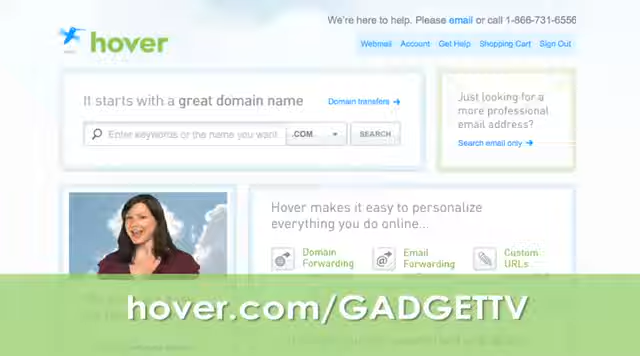 We're here to help. Please email or call 1-866-731-6556
hover
Webmail Account Get Help Shopping Cart Sign Out
It starts with a great domain name
Domain transfers
Enter keywords or the name you want
.COM
SEARCH
Just looking for a
more professional
email address?
Search email only
Hover makes it easy to personalize
everything you do online...
Domain
Forwarding
Email
Forwarding
Custom
URLs
hover.com/GADGETTV